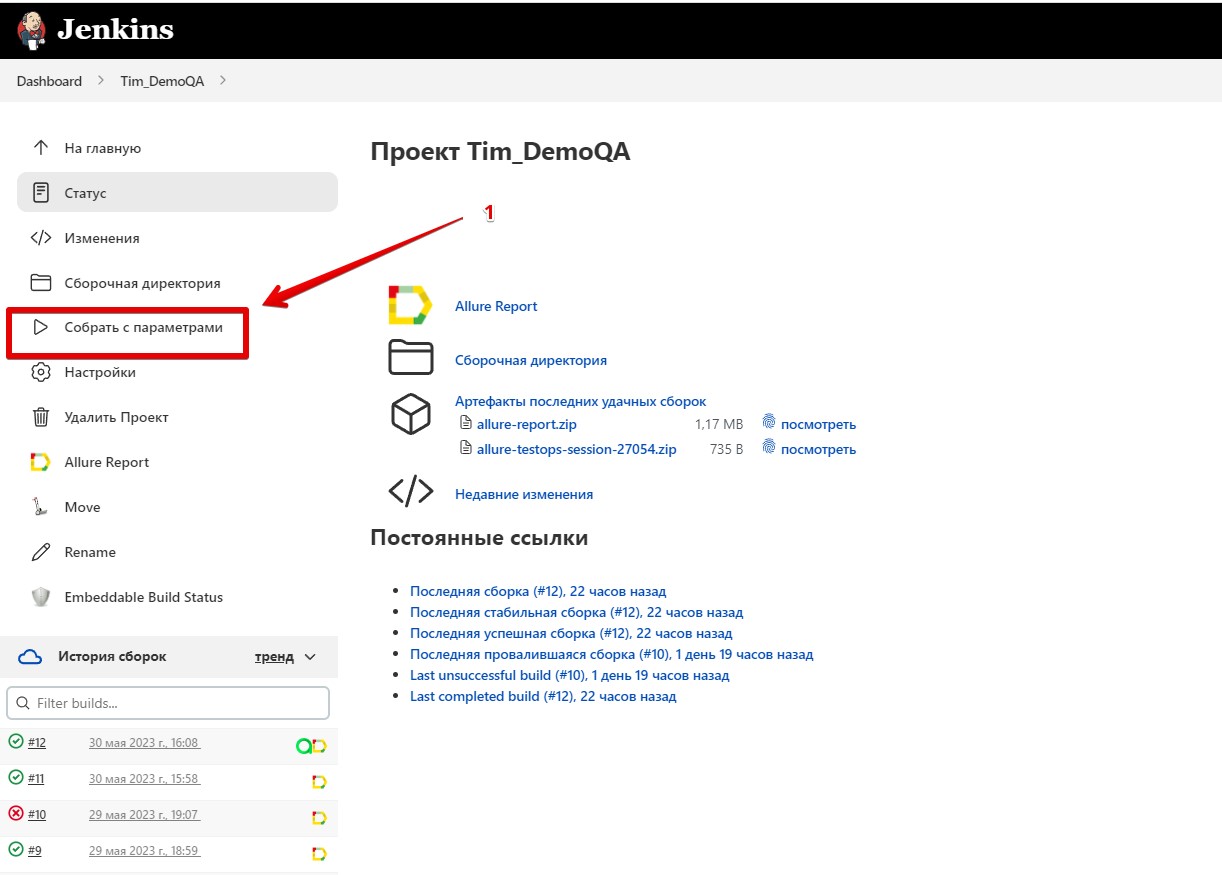 Jenkins
Dashboard
Tim_DemoQA
На главную
Статус
Изменения
Сборочная директория
Собрать с параметрами
Настройки
Удалить Проект
Allure Report
Move
Rename
Embeddable Build Status
История сборок тренд
Filter builds...
#12 30 мая 2023 г., 16:08
#11 30 мая 2023 г., 15:58
#10 29 мая 2023 г., 19:07
#9 29 мая 2023 г., 18:59
Проект Tim_DemoQA
1
Allure Report
Сборочная директория
Артефакты последних удачных сборок
allure-report.zip 1,17 MB посмотреть
allure-testops-session-27054.zip 735 B посмотреть
Недавние изменения
Постоянные ссылки
Последняя сборка (#12), 22 часов назад
Последняя стабильная сборка (#12), 22 часов назад
Последняя успешная сборка (#12), 22 часов назад
Последняя провалившаяся сборка (#10), 1 день 19 часов назад
Last unsuccessful build (#10), 1 день 19 часов назад
Last completed build (#12), 22 часов назад